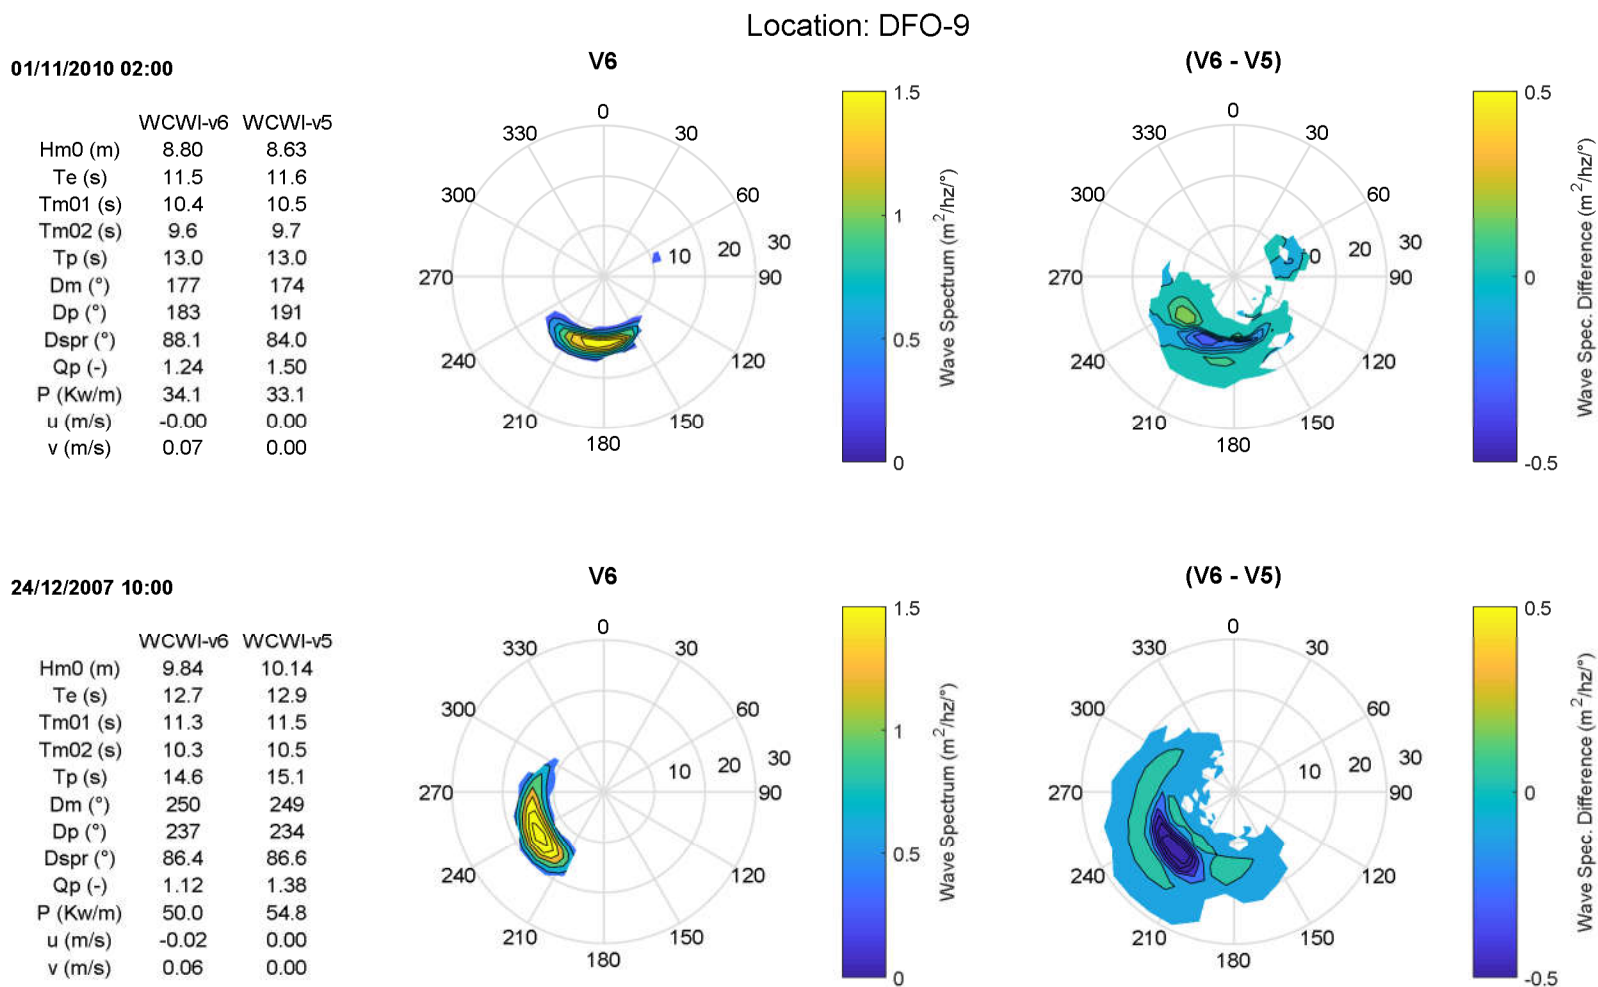 Location: DFO-9
01/11/2010 02:00
WCWI-v6 WCWI-v5
Hm0 (m) 8.80 8.63
Te (s) 11.5 11.6
Tm01 (s) 10.4 10.5
Tm02 (s) 9.6 9.7
Tp (s) 13.0 13.0
Dm (°) 177 174
Dp (°) 183 191
Dspr (°) 88.1 84.0
Qp (-) 1.24 1.50
P (Kw/m) 34.1 33.1
u (m/s) -0.00 0.00
v (m/s) 0.07 0.00
V6
0
330 30
300 60
10 20 30
270 90
240 120
210 150
180
1.5
1
0.5
0
Wave Spectrum (m²/hz/°)
(V6 - V5)
0
330 30
300 60
0 20 30
270 90
240 120
210 150
180
0.5
0
-0.5
Wave Spec. Difference (m²/hz/°)
24/12/2007 10:00
WCWI-v6 WCWI-v5
Hm0 (m) 9.84 10.14
Te (s) 12.7 12.9
Tm01 (s) 11.3 11.5
Tm02 (s) 10.3 10.5
Tp (s) 14.6 15.1
Dm (°) 250 249
Dp (°) 237 234
Dspr (°) 86.4 86.6
Qp (-) 1.12 1.38
P (Kw/m) 50.0 54.8
u (m/s) -0.02 0.00
v (m/s) 0.06 0.00
V6
0
330 30
300 60
10 20 30
270 90
240 120
210 150
180
1.5
1
0.5
0
Wave Spectrum (m²/hz/°)
(V6 - V5)
0
330 30
300 60
10 20 30
270 90
240 120
210 150
180
0.5
0
-0.5
Wave Spec. Difference (m²/hz/°)